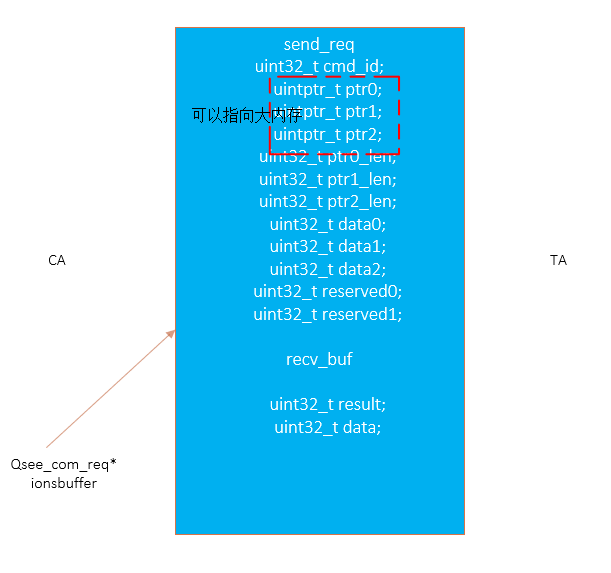 send_req
uint32_t cmd_id;
uintptr_t ptr0;
可以指向大内存
uintptr_t ptr1;
uintptr_t ptr2;
uint32_t ptr0_len;
uint32_t ptr1_len;
uint32_t ptr2_len;
uint32_t data0;
uint32_t data1;
CA
TA
uint32_t data2;
uint32_t reserved0;
uint32_t reserved1;
recv_buf
uint32_t result;
uint32_t data;
Qsee_com_req*
ionsbuffer